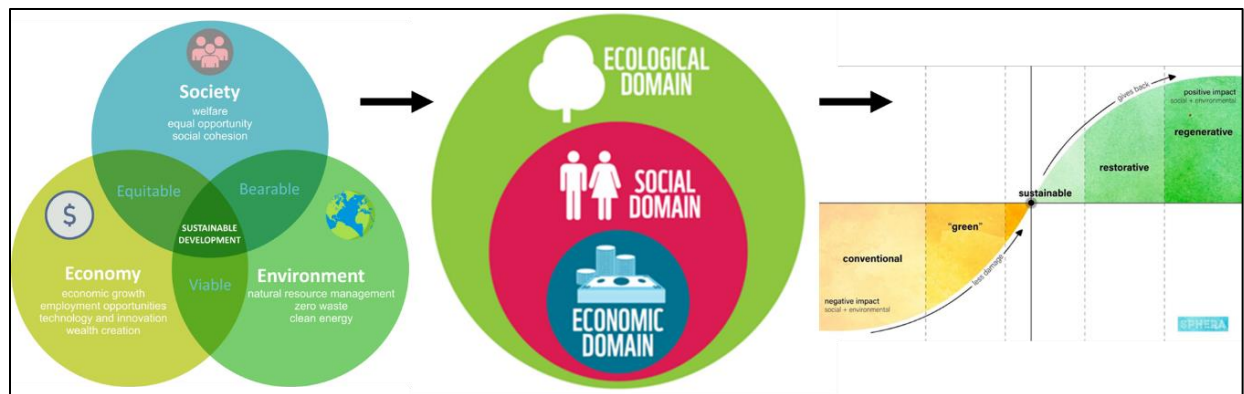 Society
welfare
equal opportunity
social cohesion
Equitable
Bearable
$
SUSTAINABLE
DEVELOPMENT
Economy
economic growth
employment opportunities
technology and innovation
wealth creation
Viable
Environment
natural resource management
zero waste
clean energy
ECOLOGICAL
DOMAIN
SOCIAL
DOMAIN
ECONOMIC
DOMAIN
gives back
positive impact
social + environmental
regenerative
restorative
sustainable
"green"
conventional
less damage
negative impact
social + environmental